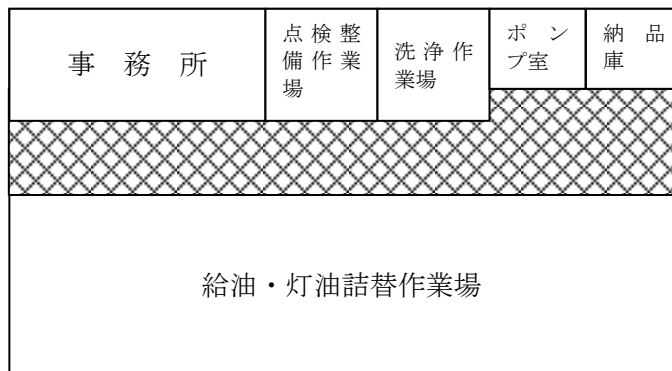 事務所
点検整
備作業
場
洗浄作
業場
ポン
プ室
納品
庫
給油・灯油詰替作業場